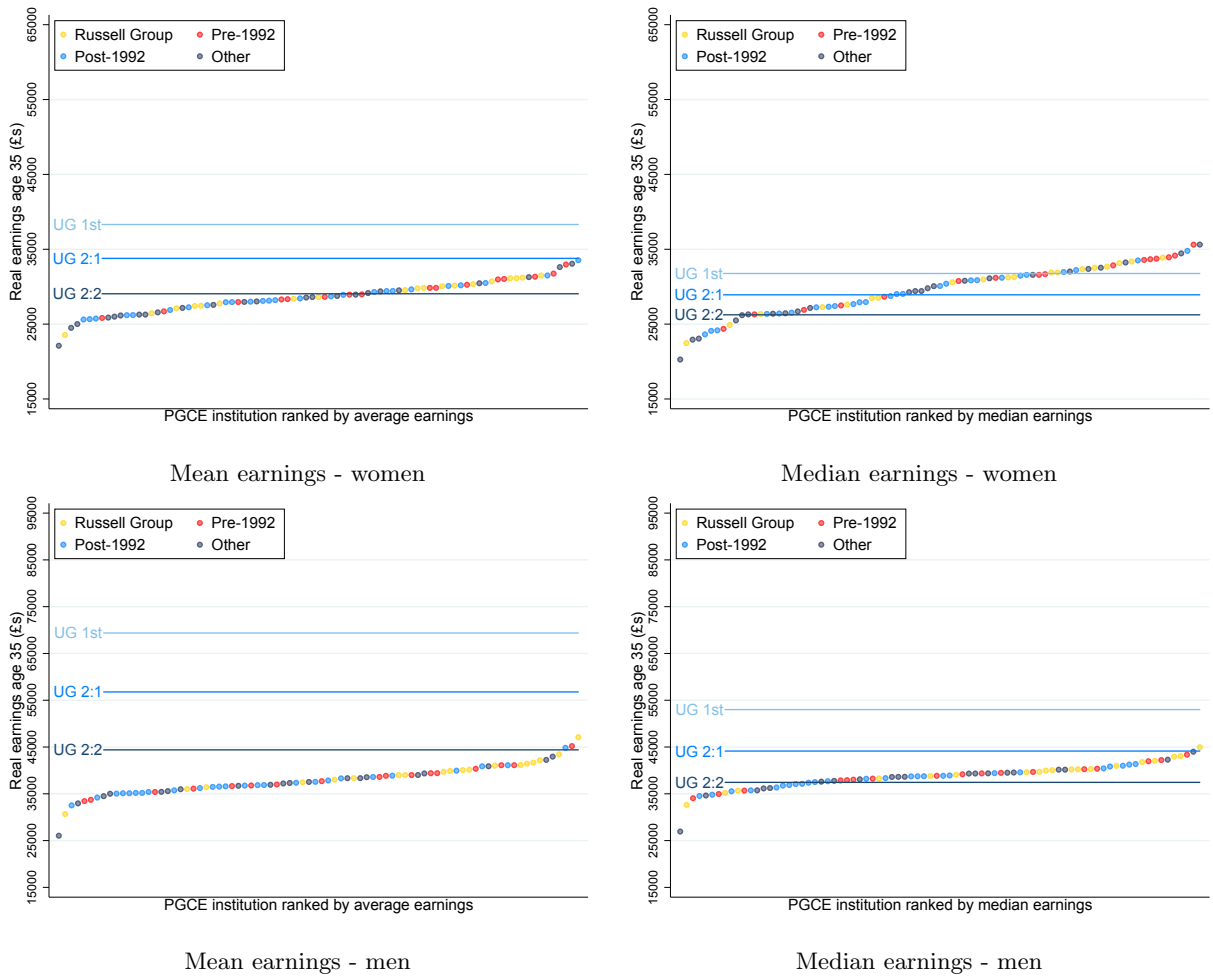 Real earnings age 35 (£s)
65000
55000
45000
35000
25000
15000
Russell Group
Pre-1992
Post-1992
Other
UG 1st
UG 2:1
UG 2:2
PGCE institution ranked by average earnings
Mean earnings - women
Real earnings age 35 (£s)
65000
55000
45000
35000
25000
15000
Russell Group
Pre-1992
Post-1992
Other
UG 1st
UG 2:1
UG 2:2
PGCE institution ranked by median earnings
Median earnings - women
Real earnings age 35 (£s)
95000
85000
75000
65000
55000
45000
35000
25000
15000
Russell Group
Pre-1992
Post-1992
Other
UG 1st
UG 2:1
UG 2:2
PGCE institution ranked by average earnings
Mean earnings - men
Real earnings age 35 (£s)
95000
85000
75000
65000
55000
45000
35000
25000
15000
Russell Group
Pre-1992
Post-1992
Other
UG 1st
UG 2:1
UG 2:2
PGCE institution ranked by median earnings
Median earnings - men